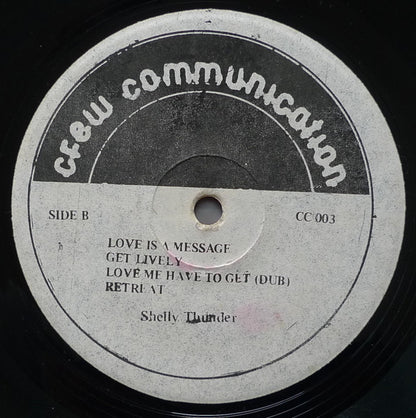 crew communication
SIDE B
CC 003
LOVE IS A MESSAGE
GET LIVELY
LOVE ME HAVE TO GET (DUB)
RETREAT
Shelly Thunder